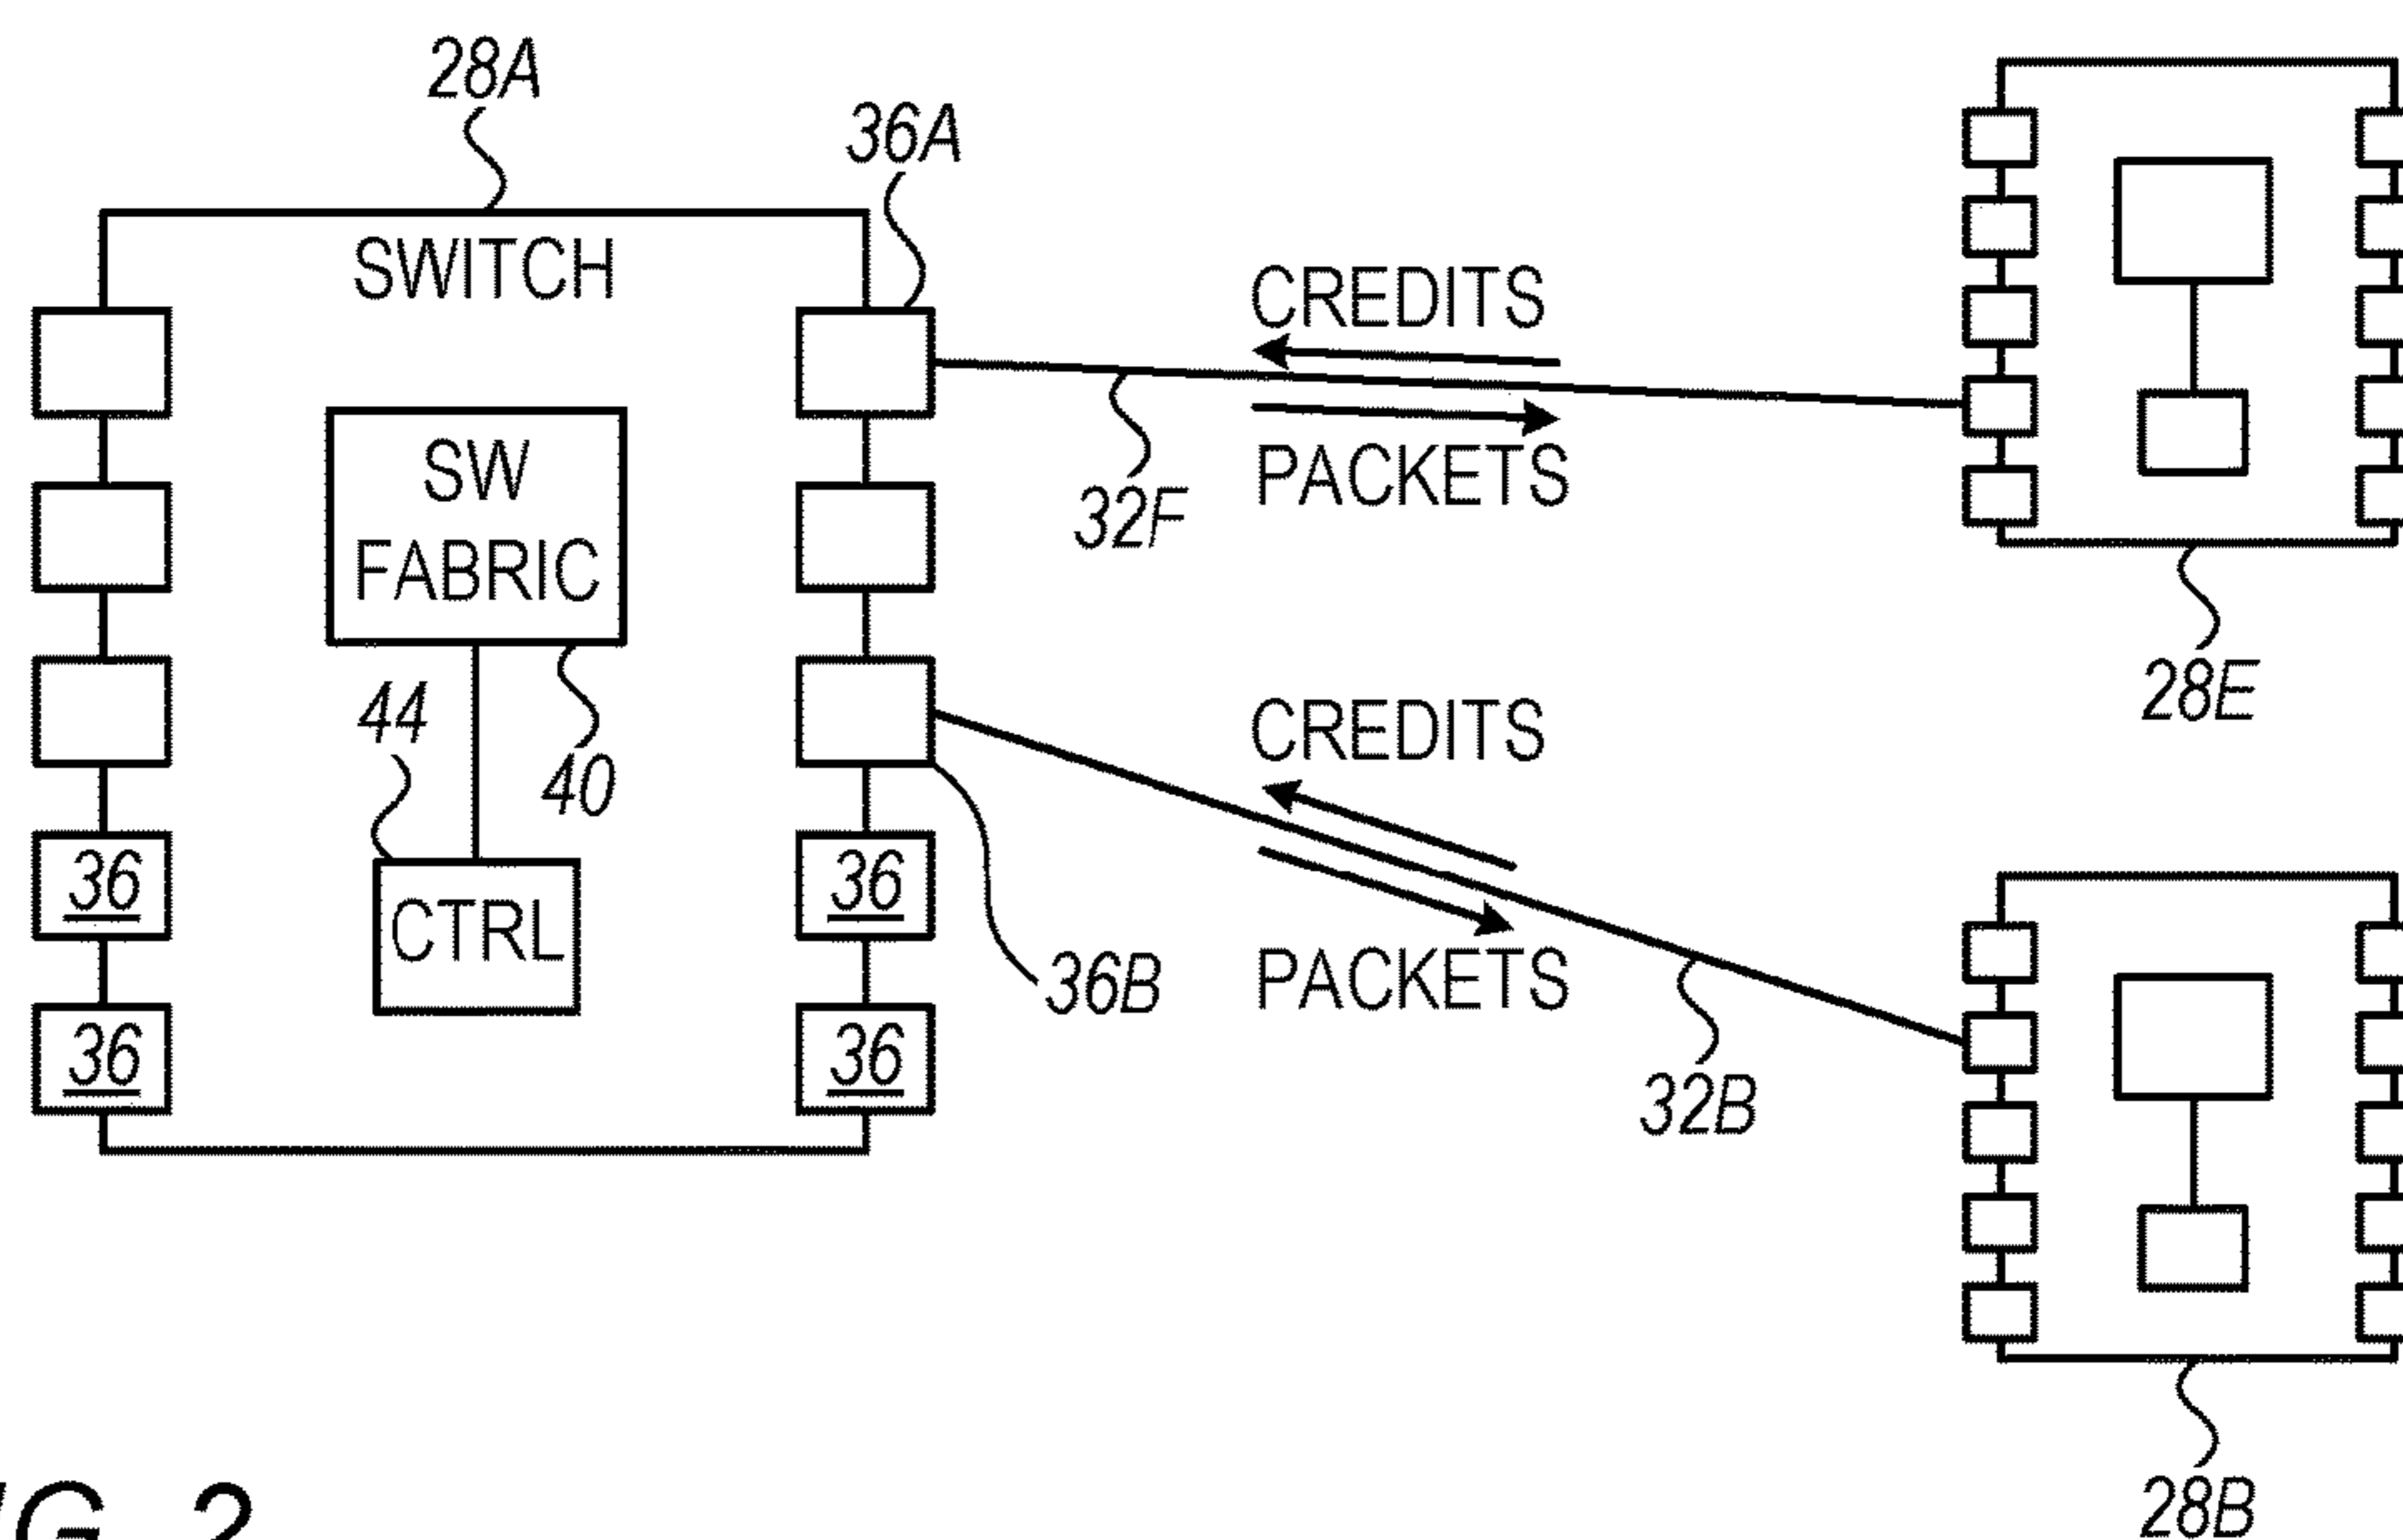 28A
36A
SWITCH
CREDITS
SW
FABRIC
PACKETS
32F
28E
44
40
CREDITS
36
36
CTRL
36B
PACKETS
36
36
32B
28B
2